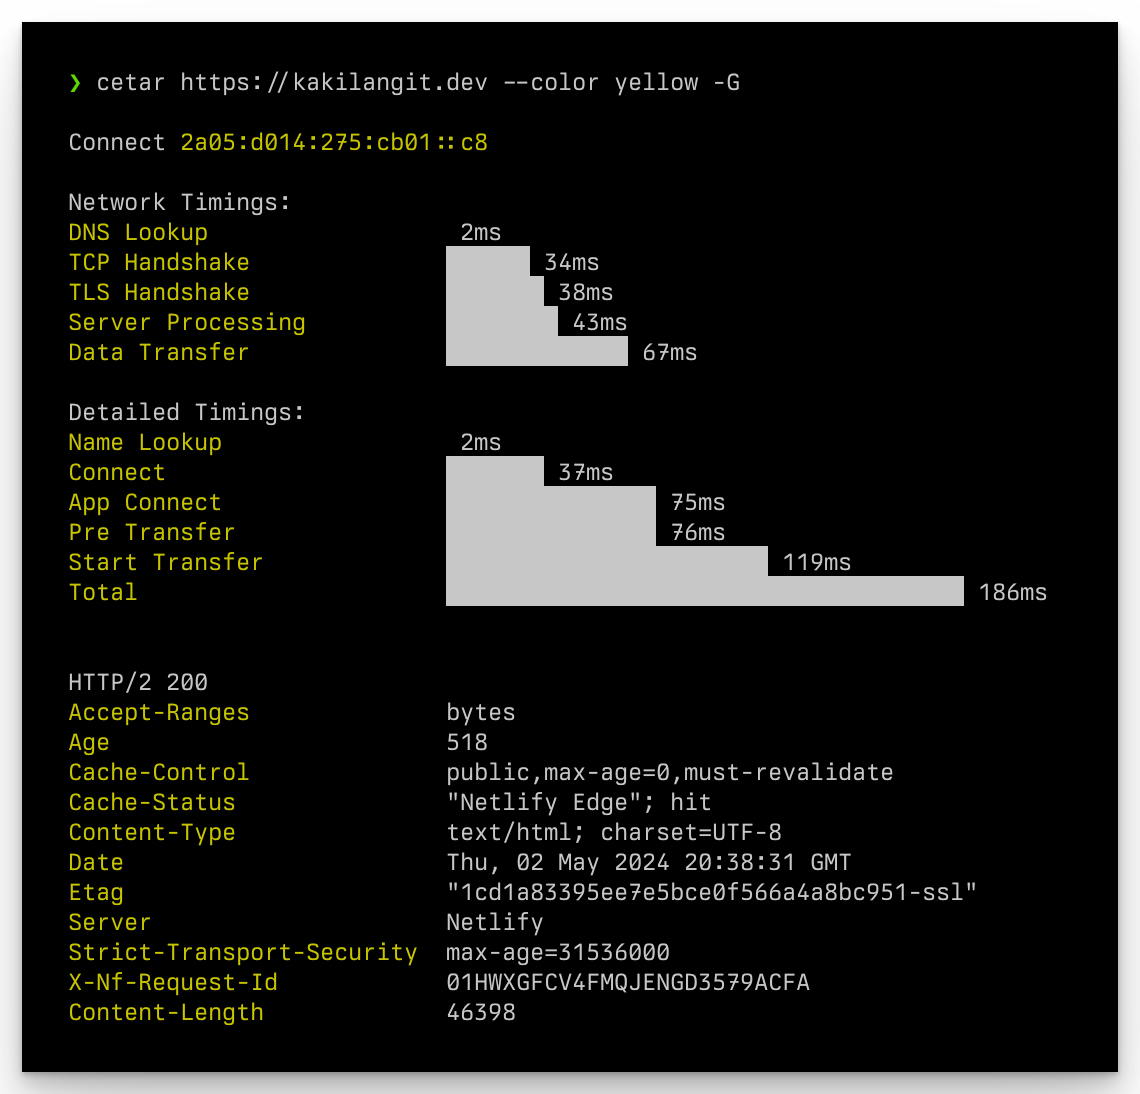 ❯ cetar https://kakilangit.dev --color yellow -G
Connect 2a05:d014:275:cb01::c8
Network Timings:
DNS Lookup 2ms
TCP Handshake 34ms
TLS Handshake 38ms
Server Processing 43ms
Data Transfer 67ms
Detailed Timings:
Name Lookup 2ms
Connect 37ms
App Connect 75ms
Pre Transfer 76ms
Start Transfer 119ms
Total 186ms
HTTP/2 200
Accept-Ranges bytes
Age 518
Cache-Control public,max-age=0,must-revalidate
Cache-Status "Netlify Edge"; hit
Content-Type text/html; charset=UTF-8
Date Thu, 02 May 2024 20:38:31 GMT
Etag "1cd1a83395ee7e5bce0f566a4a8bc951-ssl"
Server Netlify
Strict-Transport-Security max-age=31536000
X-Nf-Request-Id 01HWXGFCV4FMQJENGD3579ACFA
Content-Length 46398